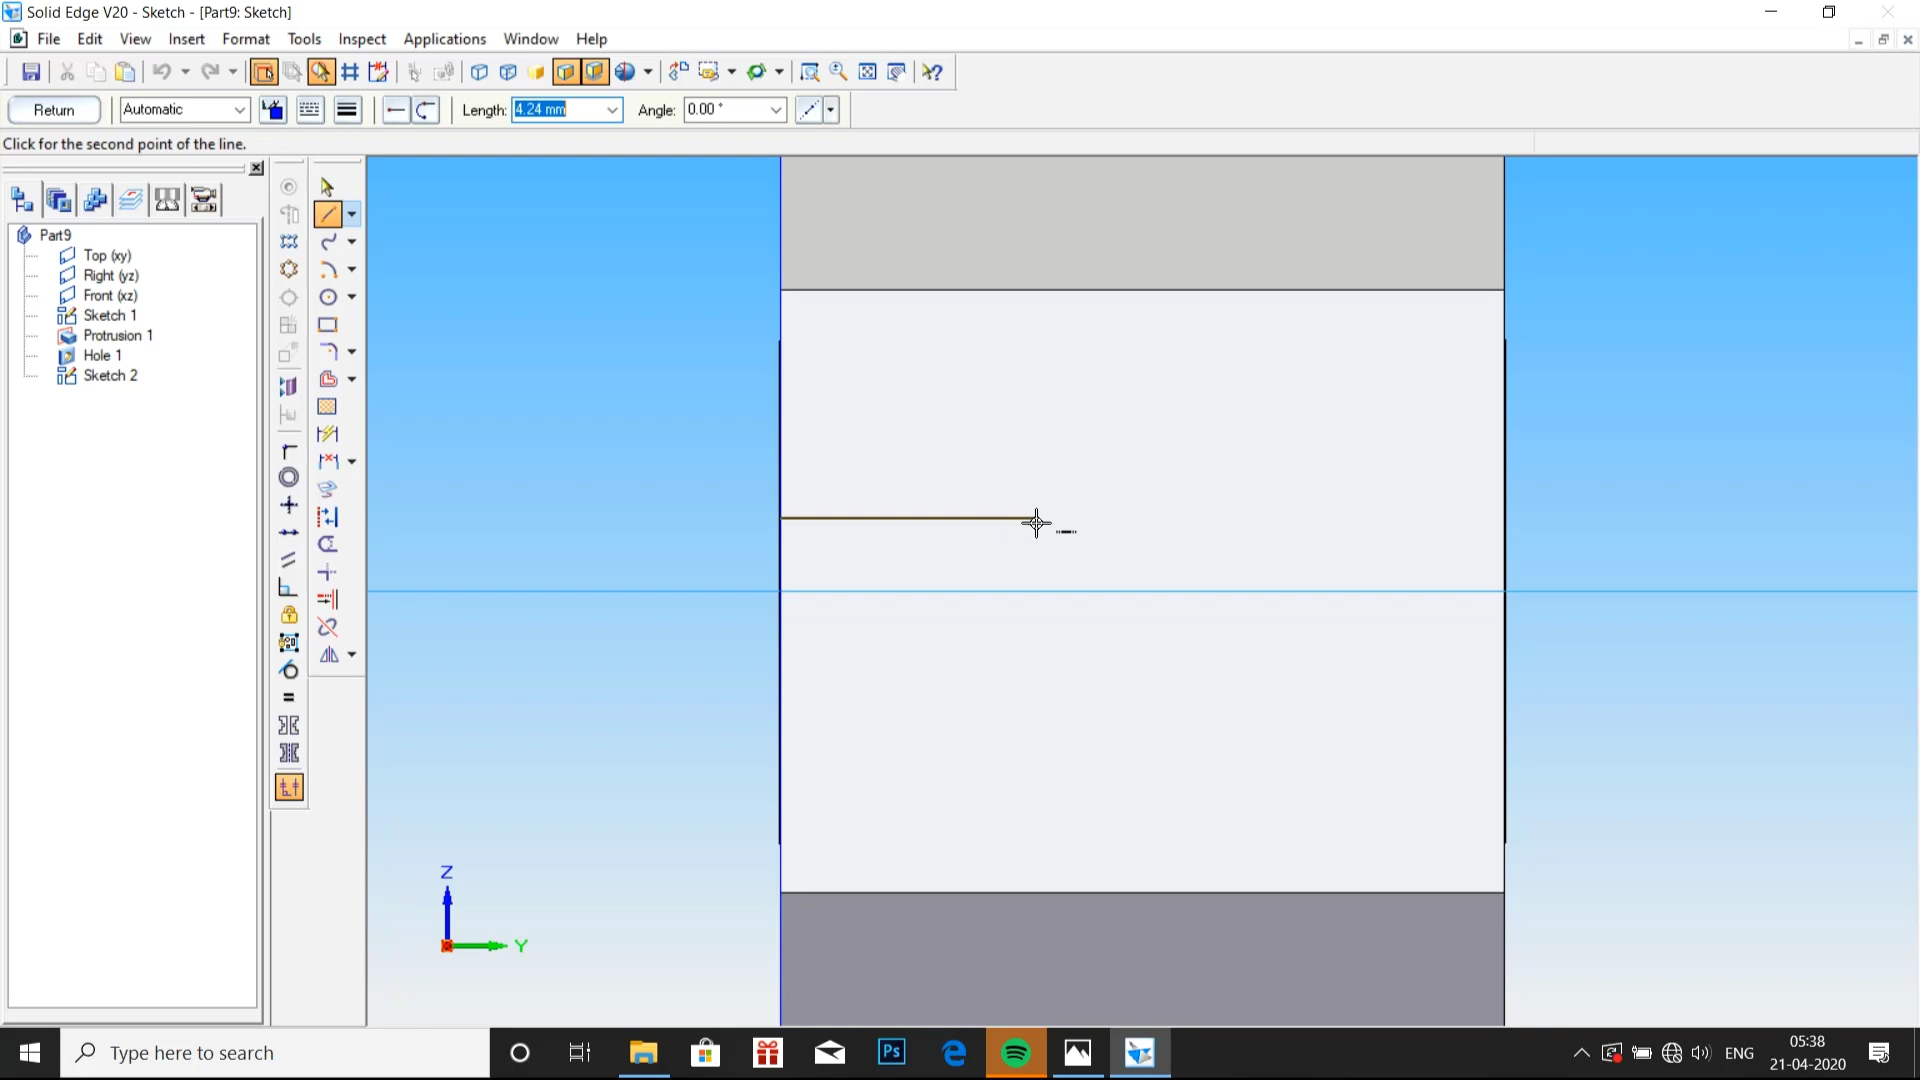 Solid Edge V20 - Sketch - [Part9: Sketch]
File Edit View Insert Format Tools Inspect Applications Window Help
Return Automatic Length: 4.24 mm Angle: 0.00 °
Click for the second point of the line.
Part9
Top (xy)
Right (yz)
Front (xz)
Sketch 1
Protrusion 1
Hole 1
Sketch 2
Z
Y
Type here to search
Ps
ENG
05:38
21-04-2020